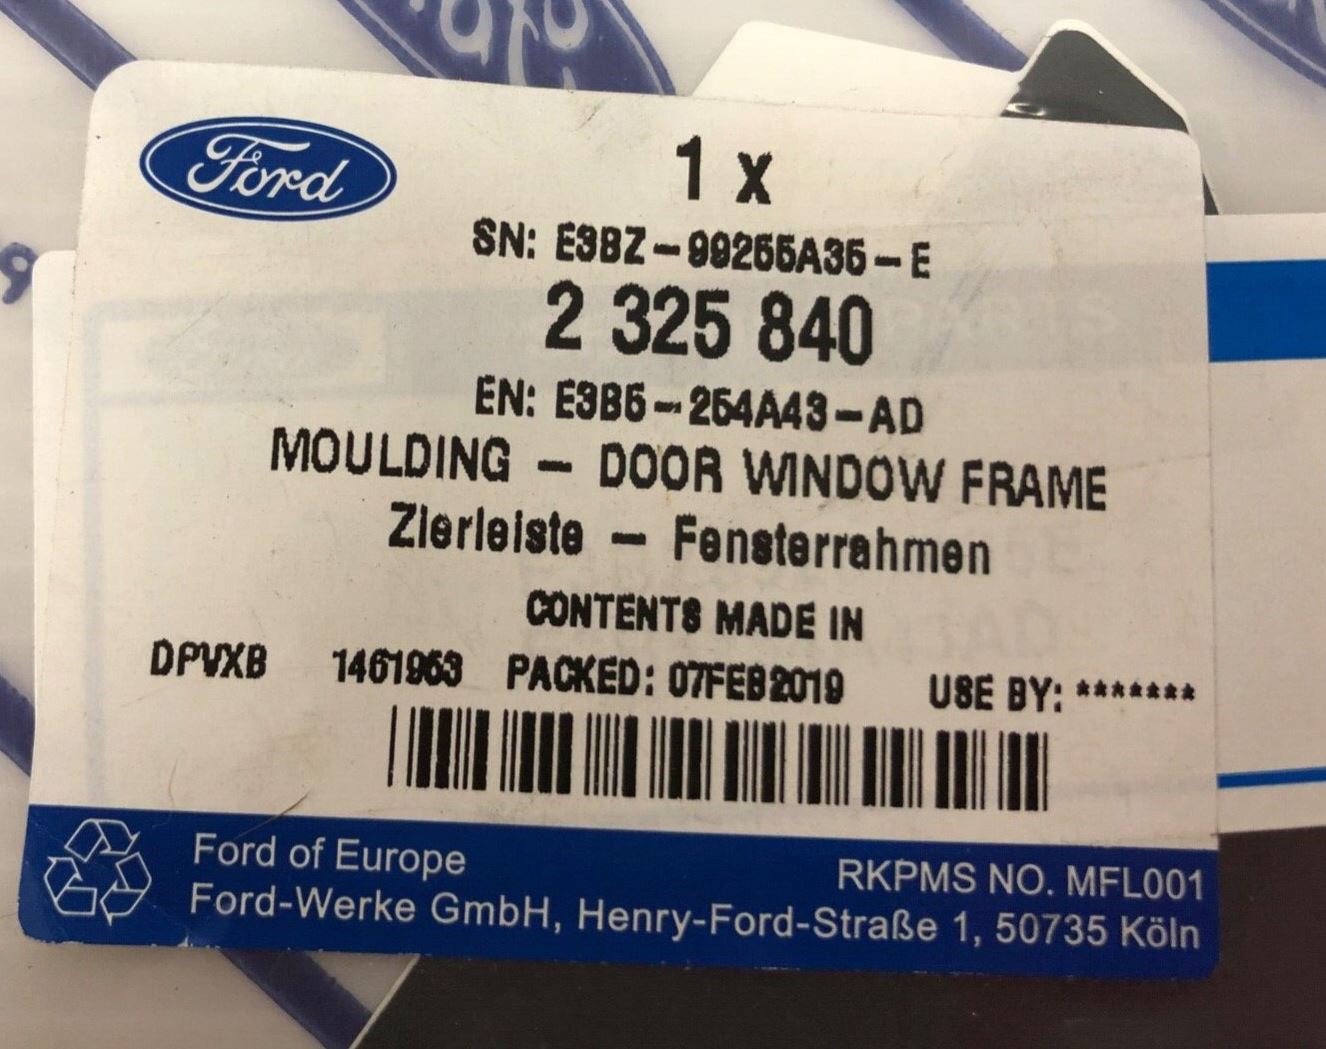 Ford
1 x
SN: E3BZ-99255A36-E
2 325 840
EN: E3B5-254A43-AD
MOULDING - DOOR WINDOW FRAME
Zierleiste - Fensterrahmen
CONTENTS MADE IN
DPVXB 1461953 PACKED: 07FEB2019 USE BY: *******
Ford of Europe
RKPMS NO. MFL001
Ford-Werke GmbH, Henry-Ford-Straße 1, 50735 Köln